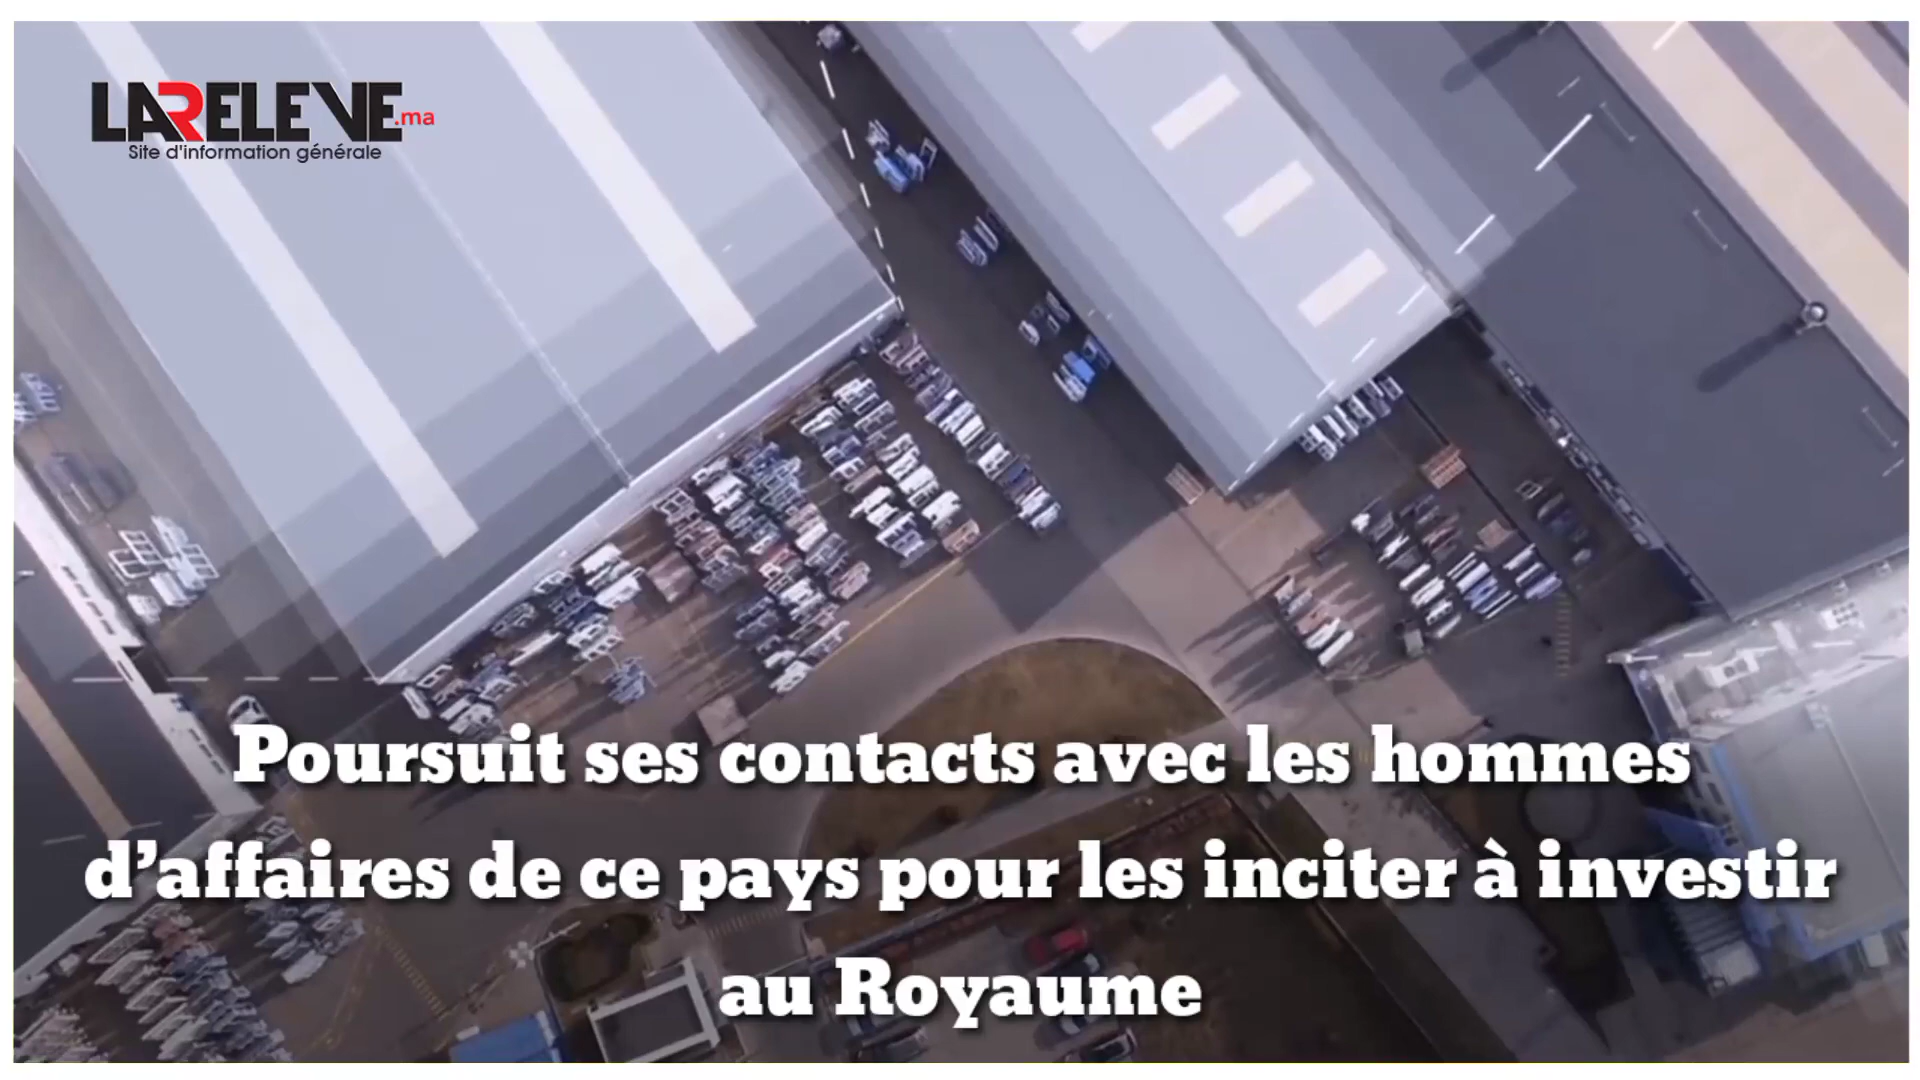 LARELEVE.ma
Site d'information générale
Poursuit ses contacts avec les hommes
d’affaires de ce pays pour les inciter à investir
au Royaume